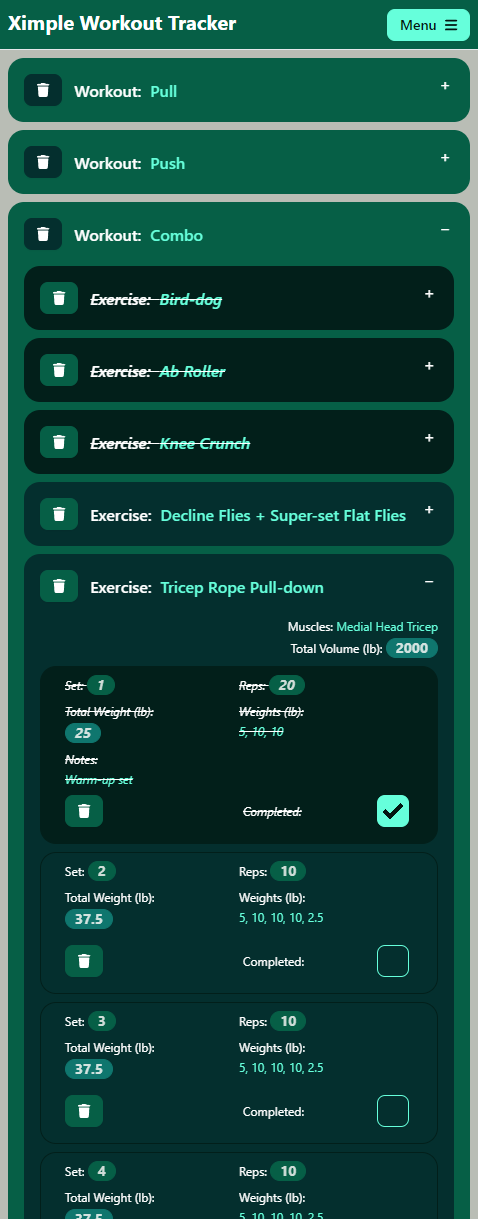 Ximple Workout Tracker
Menu ☰
Workout: Pull +
Workout: Push +
Workout: Combo −
Exercise: Bird-dog +
Exercise: Ab Roller +
Exercise: Knee Crunch +
Exercise: Decline Flies + Super-set Flat Flies +
Exercise: Tricep Rope Pull-down −
Muscles: Medial Head Tricep
Total Volume (lb): 2000
Set: 1 Reps: 20
Total Weight (lb): Weights (lb):
25 5, 10, 10
Notes:
Warm-up set
Completed:
Set: 2 Reps: 10
Total Weight (lb): Weights (lb):
37.5 5, 10, 10, 10, 2.5
Completed:
Set: 3 Reps: 10
Total Weight (lb): Weights (lb):
37.5 5, 10, 10, 10, 2.5
Completed:
Set: 4 Reps: 10
Total Weight (lb): Weights (lb):
37.5 5, 10, 10, 10, 2.5